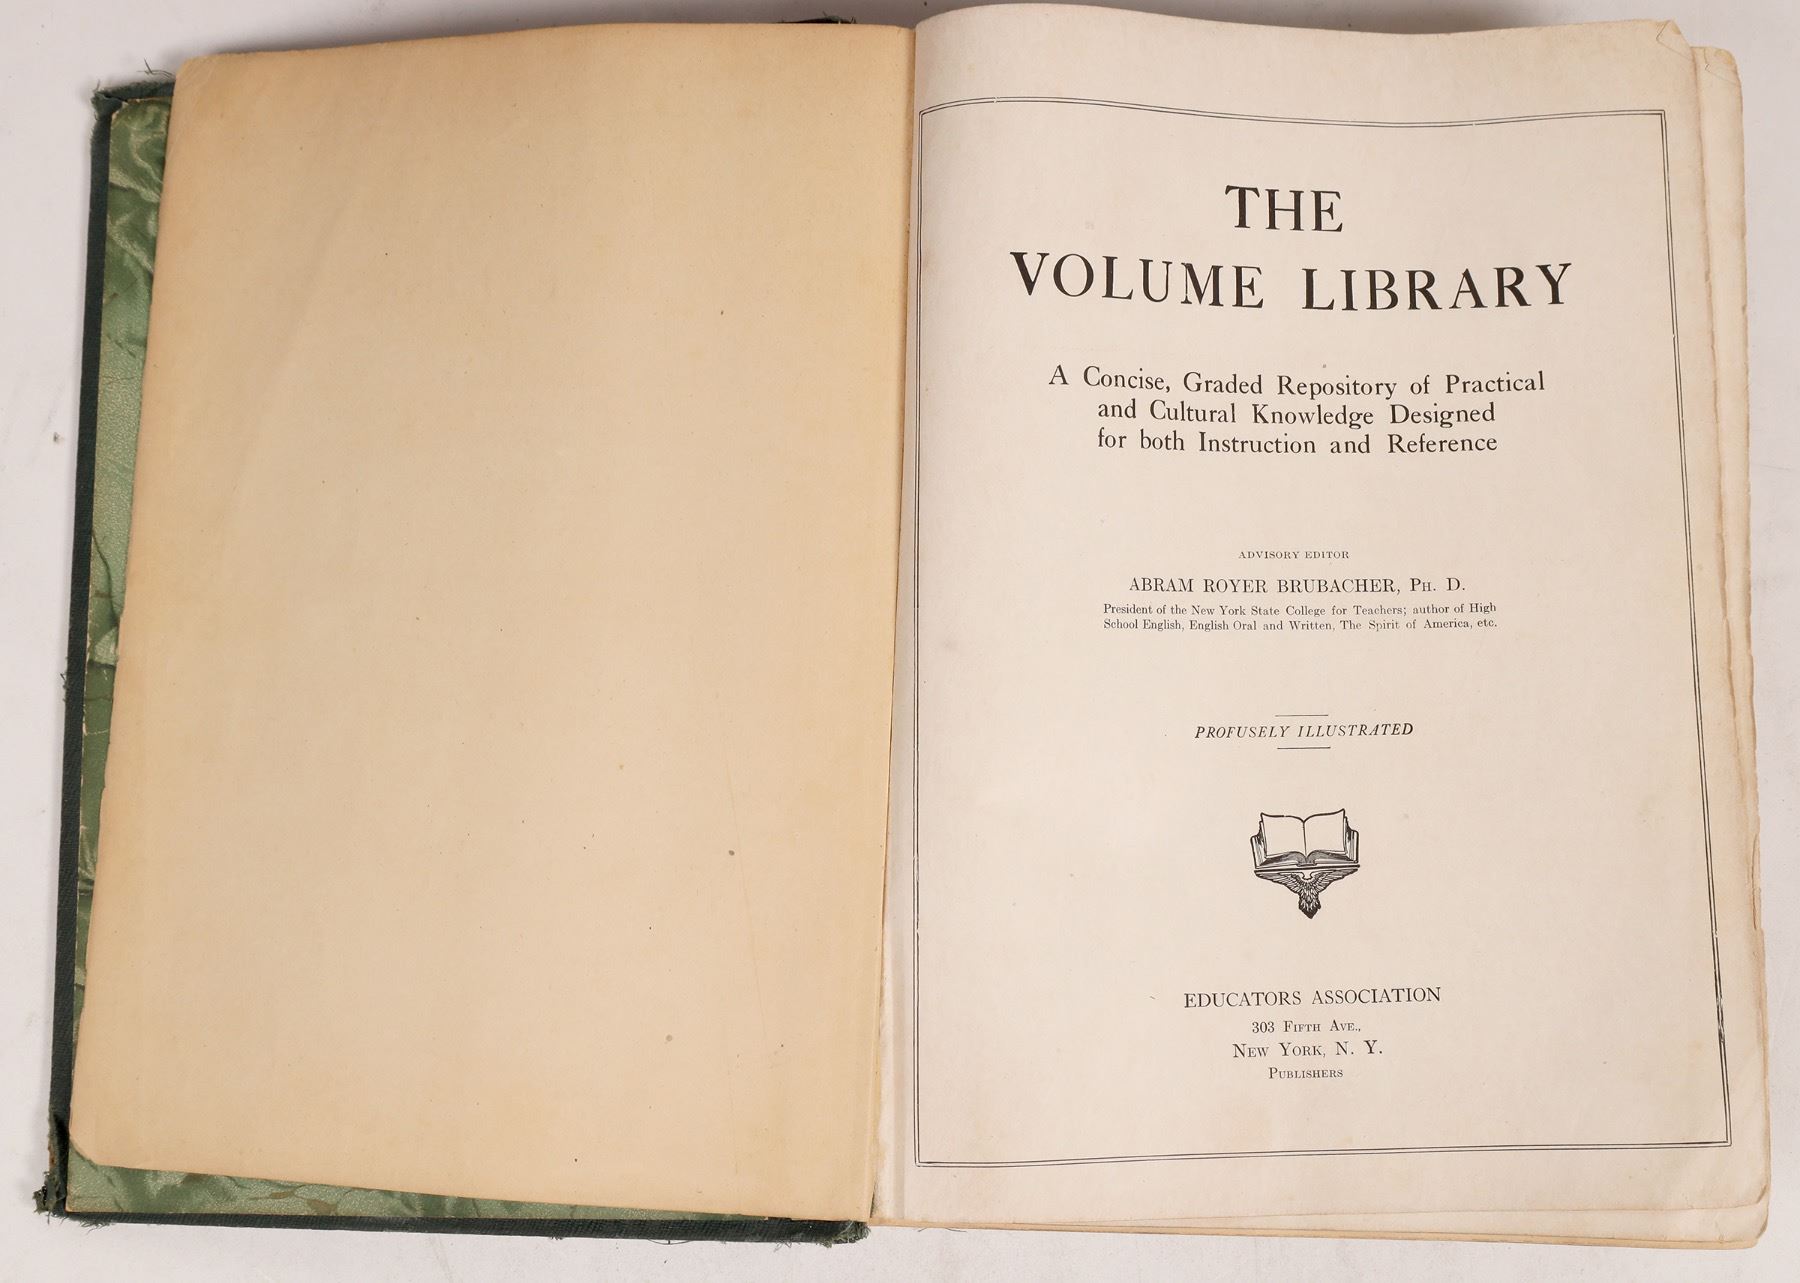 THE
VOLUME LIBRARY
A Concise, Graded Repository of Practical
and Cultural Knowledge Designed
for both Instruction and Reference
ADVISORY EDITOR
ABRAM ROYER BRUBACHER, PH. D.
President of the New York State College for Teachers; author of High
School English, English Oral and Written, The Spirit of America, etc.
PROFUSELY ILLUSTRATED
EDUCATORS ASSOCIATION
303 FIFTH AVE.,
NEW YORK, N. Y.
PUBLISHERS